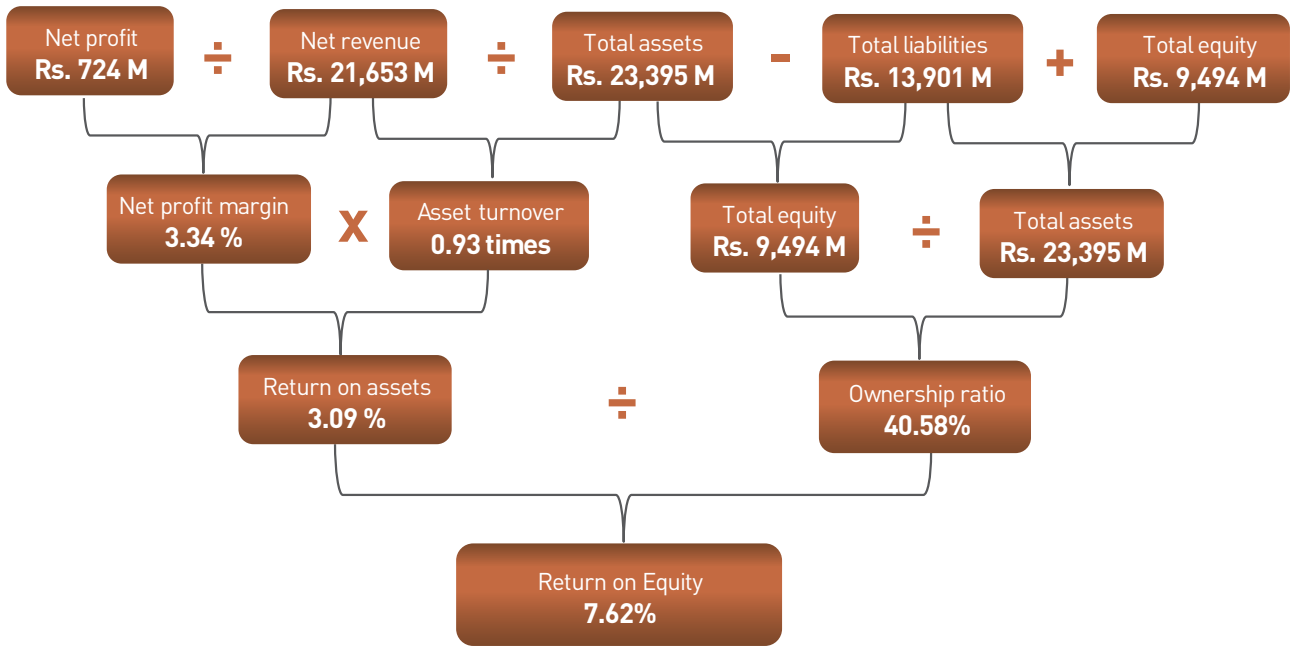 Net profit
Rs. 724 M
÷
Net revenue
Rs. 21,653 M
÷
Total assets
Rs. 23,395 M
-
Total liabilities
Rs. 13,901 M
+
Total equity
Rs. 9,494 M
Net profit margin
3.34 %
X
Asset turnover
0.93 times
Total equity
Rs. 9,494 M
÷
Total assets
Rs. 23,395 M
Return on assets
3.09 %
÷
Ownership ratio
40.58%
Return on Equity
7.62%